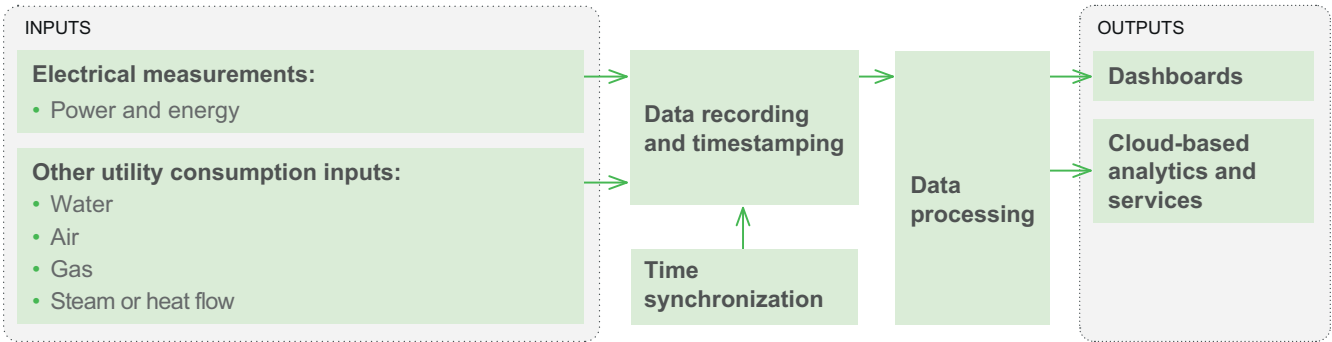 INPUTS
Electrical measurements:
• Power and energy
Other utility consumption inputs:
• Water
• Air
• Gas
• Steam or heat flow
Data recording
and timestamping
Time
synchronization
Data
processing
OUTPUTS
Dashboards
Cloud-based
analytics and
services